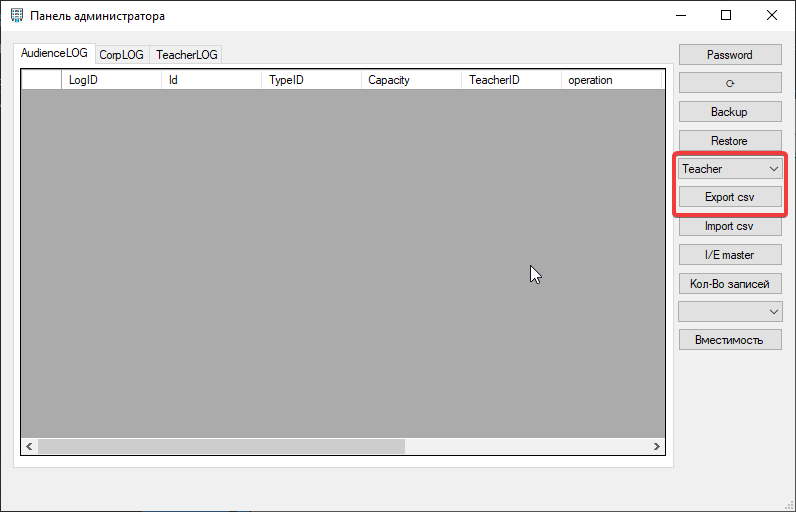 Панель администратора
AudienceLOG CorpLOG TeacherLOG
LogID Id TypeID Capacity TeacherID operation
Password
Backup
Restore
Teacher
Export csv
Import csv
I/E master
Кол-Во записей
Вместимость